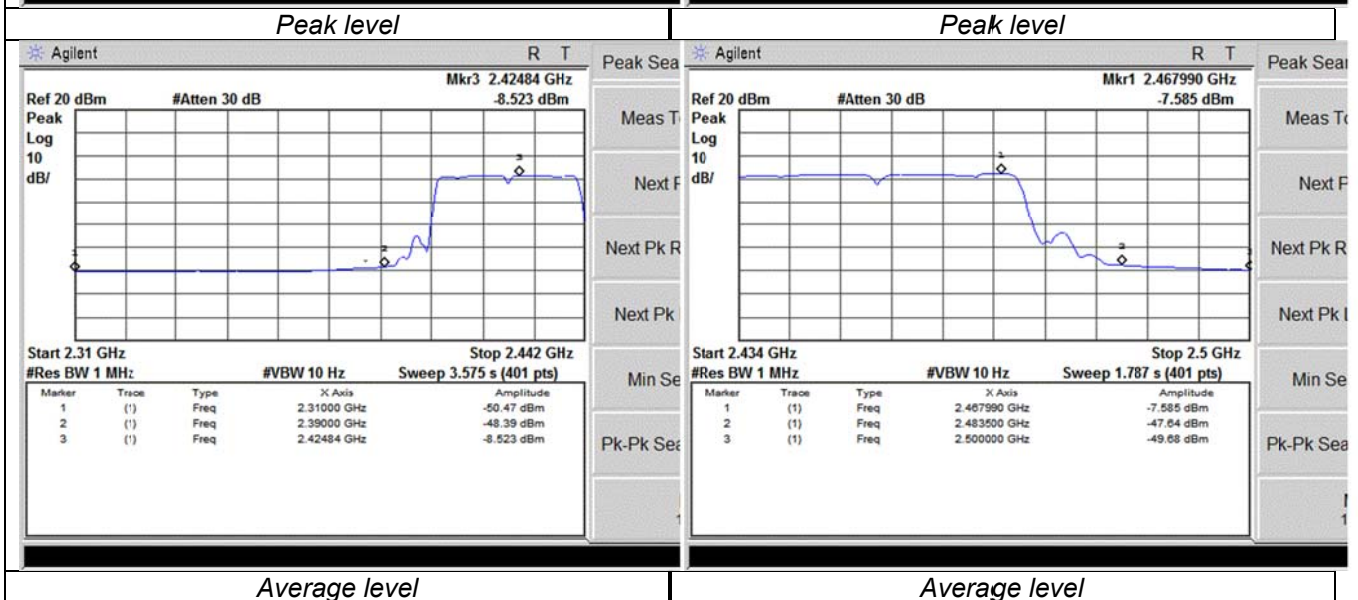 Peak level
Peak level
Agilent R T
Mkr3 2.42484 GHz
Ref 20 dBm #Atten 30 dB -8.523 dBm
Peak
Log
10
dB/
3
2
1
Start 2.31 GHz Stop 2.442 GHz
#Res BW 1 MHz #VBW 10 Hz Sweep 3.575 s (401 pts)
Marker Trace Type X Axis Amplitude
1 (1) Freq 2.31000 GHz -50.47 dBm
2 (1) Freq 2.39000 GHz -48.39 dBm
3 (1) Freq 2.42484 GHz -8.523 dBm
Peak Sea
Meas T
Next P
Next Pk R
Next Pk
Min Se
Pk-Pk Sea
1
Agilent R T
Mkr1 2.467990 GHz
Ref 20 dBm #Atten 30 dB -7.585 dBm
Peak
Log
10
dB/
1
2
3
Start 2.434 GHz Stop 2.5 GHz
#Res BW 1 MHz #VBW 10 Hz Sweep 1.787 s (401 pts)
Marker Trace Type X Axis Amplitude
1 (1) Freq 2.467990 GHz -7.585 dBm
2 (1) Freq 2.483500 GHz -47.64 dBm
3 (1) Freq 2.500000 GHz -49.68 dBm
Peak Sear
Meas To
Next P
Next Pk R
Next Pk L
Min Se
Pk-Pk Sea
1
Average level
Average level